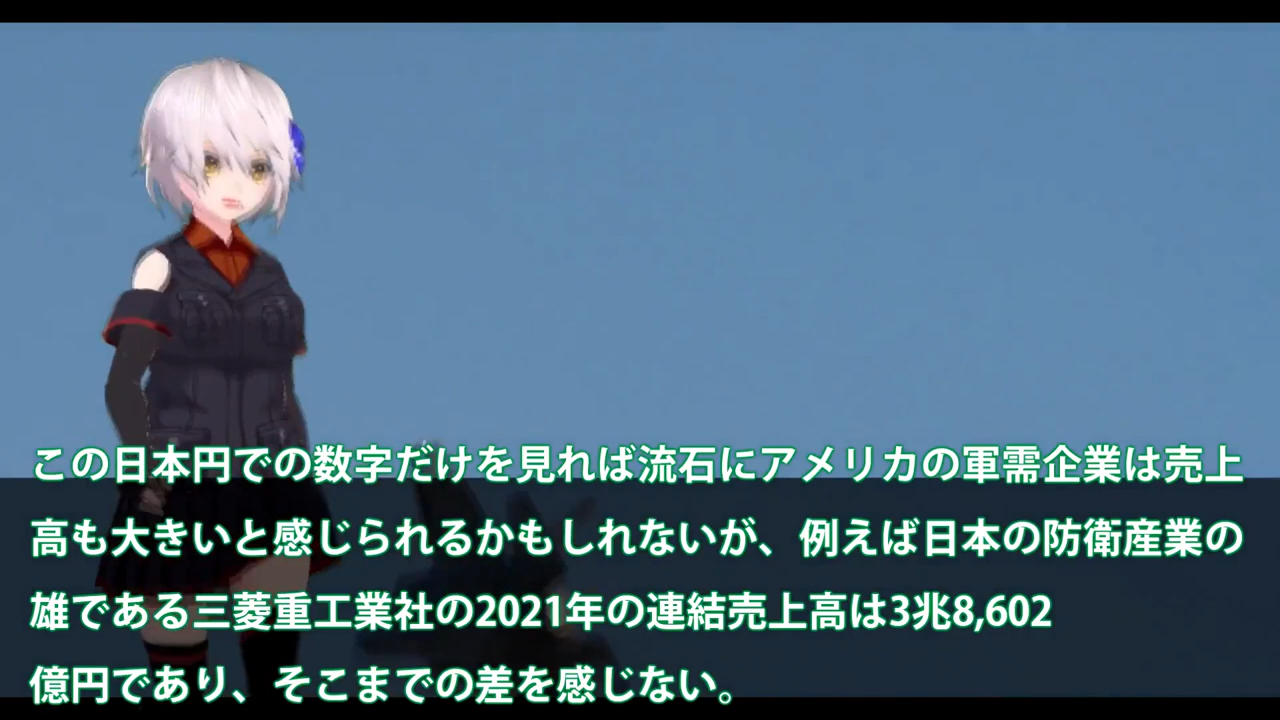 この日本円での数字だけを見れば流石にアメリカの軍需企業は売上
高も大きいと感じられるかもしれないが、例えば日本の防衛産業の
雄である三菱重工業社の2021年の連結売上高は3兆8,602
億円であり、そこまでの差を感じない。